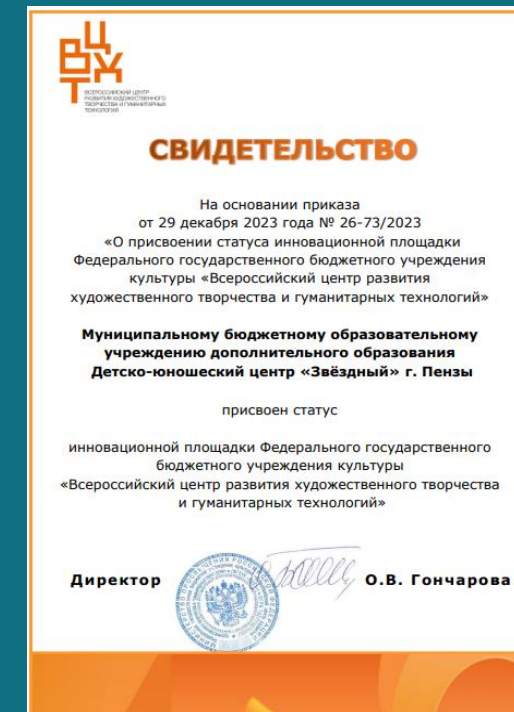 ВЦХТ
ВСЕРОССИЙСКИЙ ЦЕНТР
РАЗВИТИЯ ХУДОЖЕСТВЕННОГО
ТВОРЧЕСТВА И ГУМАНИТАРНЫХ
ТЕХНОЛОГИЙ
СВИДЕТЕЛЬСТВО
На основании приказа
от 29 декабря 2023 года № 26-73/2023
«О присвоении статуса инновационной площадки
Федерального государственного бюджетного учреждения
культуры «Всероссийский центр развития
художественного творчества и гуманитарных технологий»
Муниципальному бюджетному образовательному
учреждению дополнительного образования
Детско-юношеский центр «Звёздный» г. Пензы
присвоен статус
инновационной площадки Федерального государственного
бюджетного учреждения культуры
«Всероссийский центр развития художественного творчества
и гуманитарных технологий»
Директор
О.В. Гончарова